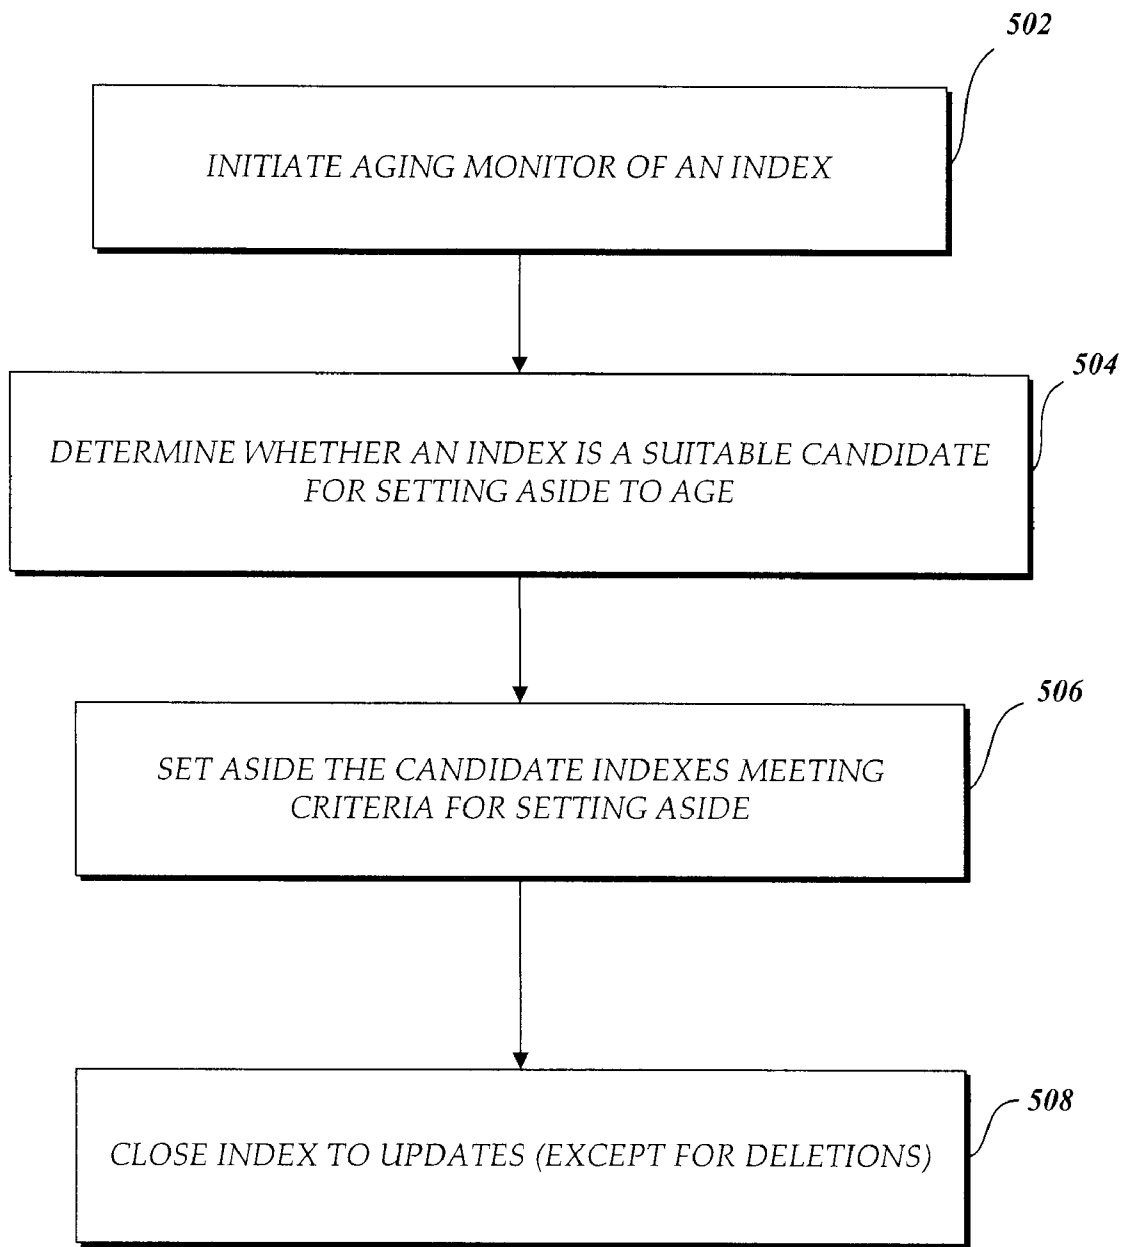 502
INITIATE AGING MONITOR OF AN INDEX
504
DETERMINE WHETHER AN INDEX IS A SUITABLE CANDIDATE
FOR SETTING ASIDE TO AGE
506
SET ASIDE THE CANDIDATE INDEXES MEETING
CRITERIA FOR SETTING ASIDE
508
CLOSE INDEX TO UPDATES (EXCEPT FOR DELETIONS)